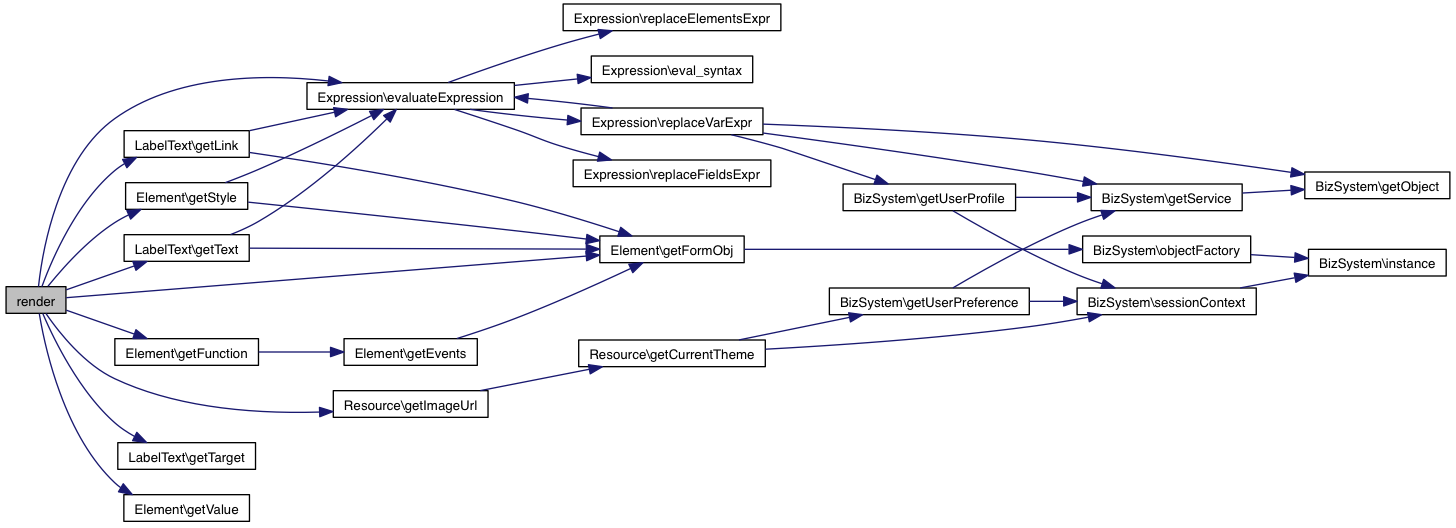 Expression\replaceElementsExpr
Expression\eval_syntax
Expression\evaluateExpression
Expression\replaceVarExpr
LabelText\getLink
Expression\replaceFieldsExpr
BizSystem\getObject
Element\getStyle
BizSystem\getUserProfile
BizSystem\getService
LabelText\getText
Element\getFormObj
BizSystem\objectFactory
BizSystem\instance
render
BizSystem\getUserPreference
BizSystem\sessionContext
Element\getFunction
Element\getEvents
Resource\getCurrentTheme
Resource\getImageUrl
LabelText\getTarget
Element\getValue